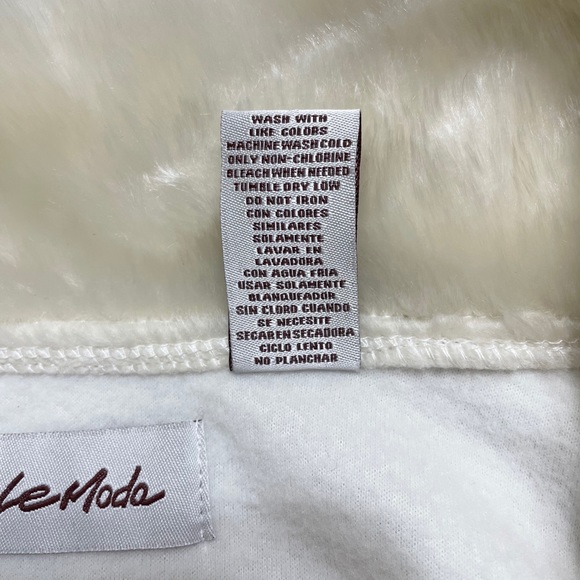 WASH WITH
LIKE COLORS
MACHINE WASH COLD
ONLY NON-CHLORINE
BLEACH WHEN NEEDED
TUMBLE DRY LOW
DO NOT IRON
CON COLORES
SIMILARES
SOLAMENTE
LAVAR EN
LAVADORA
CON AGUA FRIA
USAR SOLAMENTE
BLANQUEADOR
SIN CLORO CUANDO
SE NECESITE
SECAR EN SECADORA
CICLO LENTO
NO PLANCHAR
le Moda